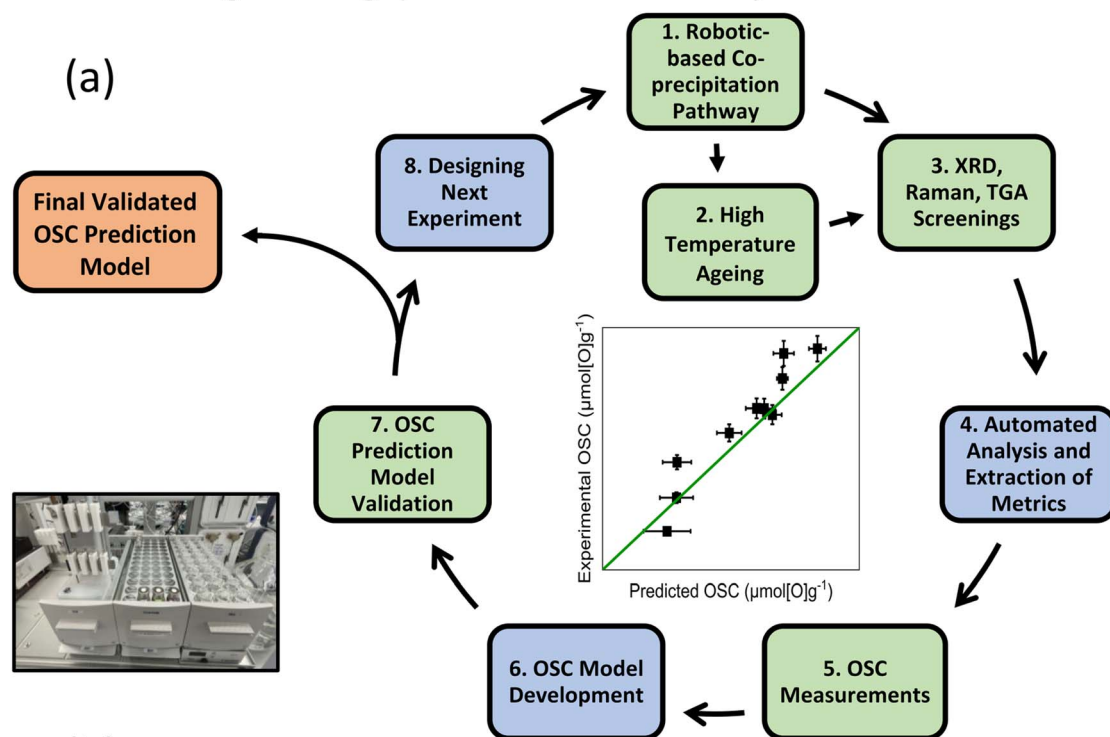 (a)
1. Robotic-
based Co-
precipitation
Pathway
2. High
Temperature
Ageing
3. XRD,
Raman, TGA
Screenings
4. Automated
Analysis and
Extraction of
Metrics
5. OSC
Measurements
6. OSC Model
Development
7. OSC
Prediction
Model
Validation
8. Designing
Next
Experiment
Final Validated
OSC Prediction
Model
Experimental OSC (µmol[O]g⁻¹)
Predicted OSC (µmol[O]g⁻¹)